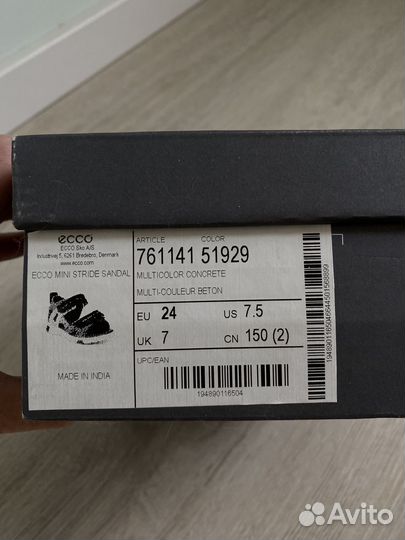 ecco
ECCO Sko A/S
Industrivej 5, 6261 Bredebro, Denmark
www.ecco.com
ECCO MINI STRIDE SANDAL
MADE IN INDIA
ARTICLE COLOR
761141 51929
MULTICOLOR CONCRETE
MULTI-COULEUR BETON
EU 24 US 7.5
UK 7 CN 150 (2)
UPC/EAN
194890116504
Avito